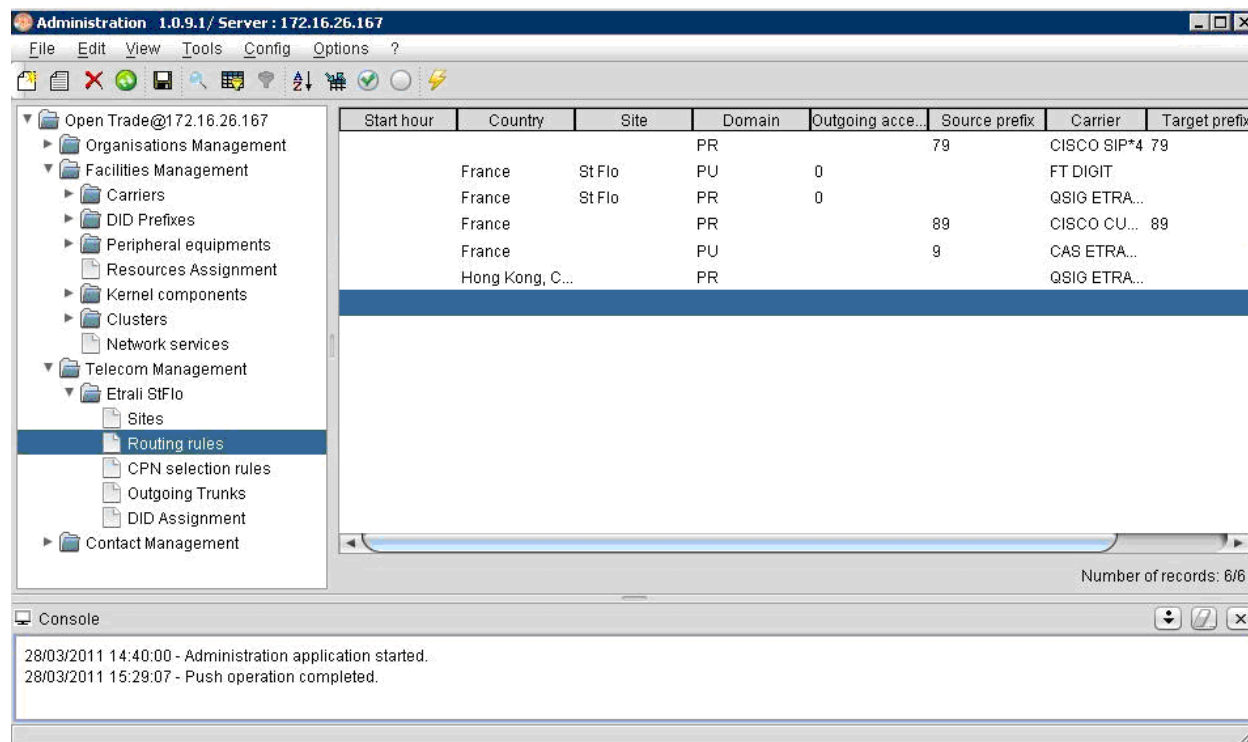 Administration 1.0.9.1/ Server : 172.16.26.167
File Edit View Tools Config Options ?
Open Trade@172.16.26.167
Organisations Management
Facilities Management
Carriers
DID Prefixes
Peripheral equipments
Resources Assignment
Kernel components
Clusters
Network services
Telecom Management
Etrali StFlo
Sites
Routing rules
CPN selection rules
Outgoing Trunks
DID Assignment
Contact Management
Start hour Country Site Domain Outgoing acce... Source prefix Carrier Target prefix
PR 79 CISCO SIP*4 79
France St Flo PU 0 FT DIGIT
France St Flo PR 0 QSIG ETRA...
France PR 89 CISCO CU... 89
France PU 9 CAS ETRA...
Hong Kong, C... PR QSIG ETRA...
Number of records: 6/6
Console
28/03/2011 14:40:00 - Administration application started.
28/03/2011 15:29:07 - Push operation completed.